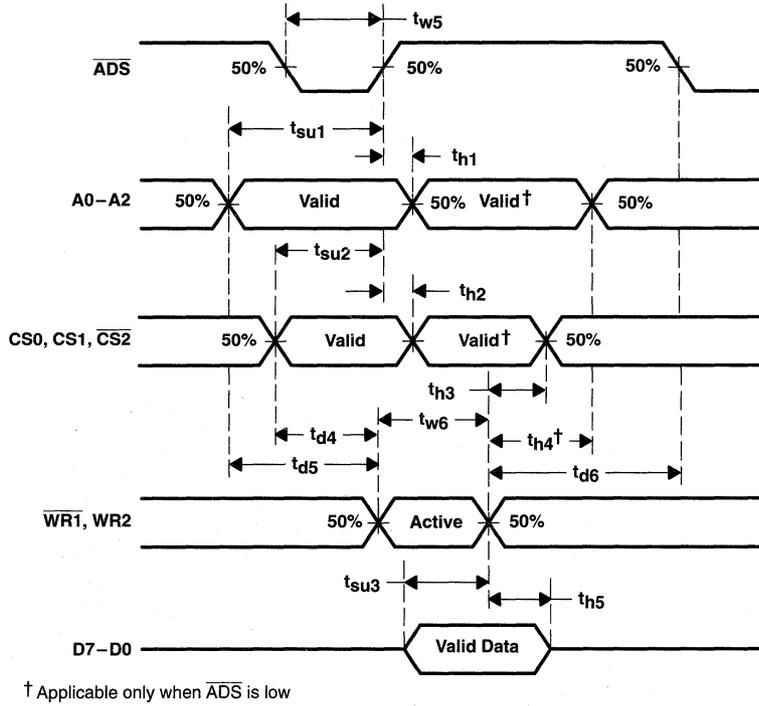 tw5
ADS 50% 50% 50%
tsu1
th1
A0–A2 50% Valid 50% Valid† 50%
tsu2
th2
CS0, CS1, CS2 50% Valid Valid† 50%
th3
tw6
td4 th4†
td5 td6
WR1, WR2 50% Active 50%
tsu3
th5
D7–D0 Valid Data
† Applicable only when ADS is low